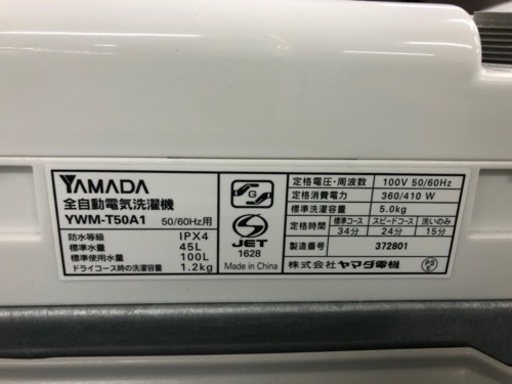 YAMADA
全自動電気洗濯機
YWM-T50A1 50/60Hz用
防水等級 IPX4
標準水量 45L
標準使用水量 100L
ドライコース時の洗濯容量 1.2kg
JET
1628
Made in China
定格電圧・周波数 100V 50/60Hz
定格消費電力 360/410 W
標準洗濯容量 5.0kg
定格時間 標準コース スピードコース 洗いのみ
34分 24分 15分
製造番号 372801
株式会社ヤマダ電機
PS
E